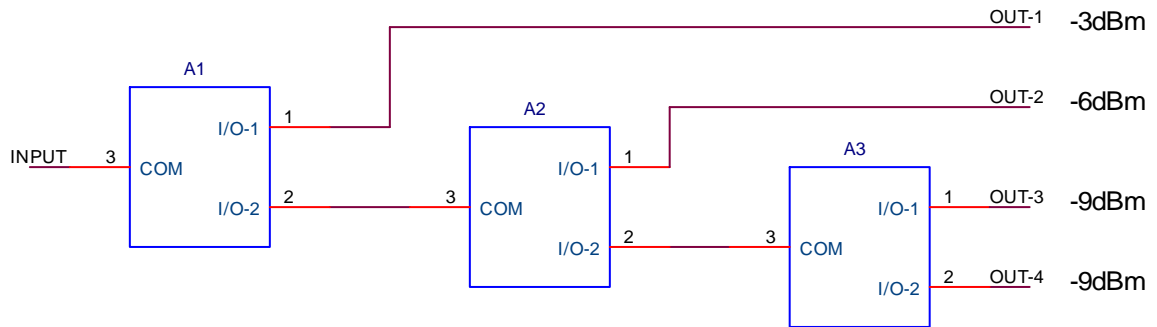 OUT-1 -3dBm
A1
I/O-1 1
OUT-2 -6dBm
A2
INPUT 3 COM
I/O-1 1
A3
I/O-2 2
3 COM
I/O-1 1 OUT-3 -9dBm
I/O-2 2
3 COM
I/O-2 2 OUT-4 -9dBm